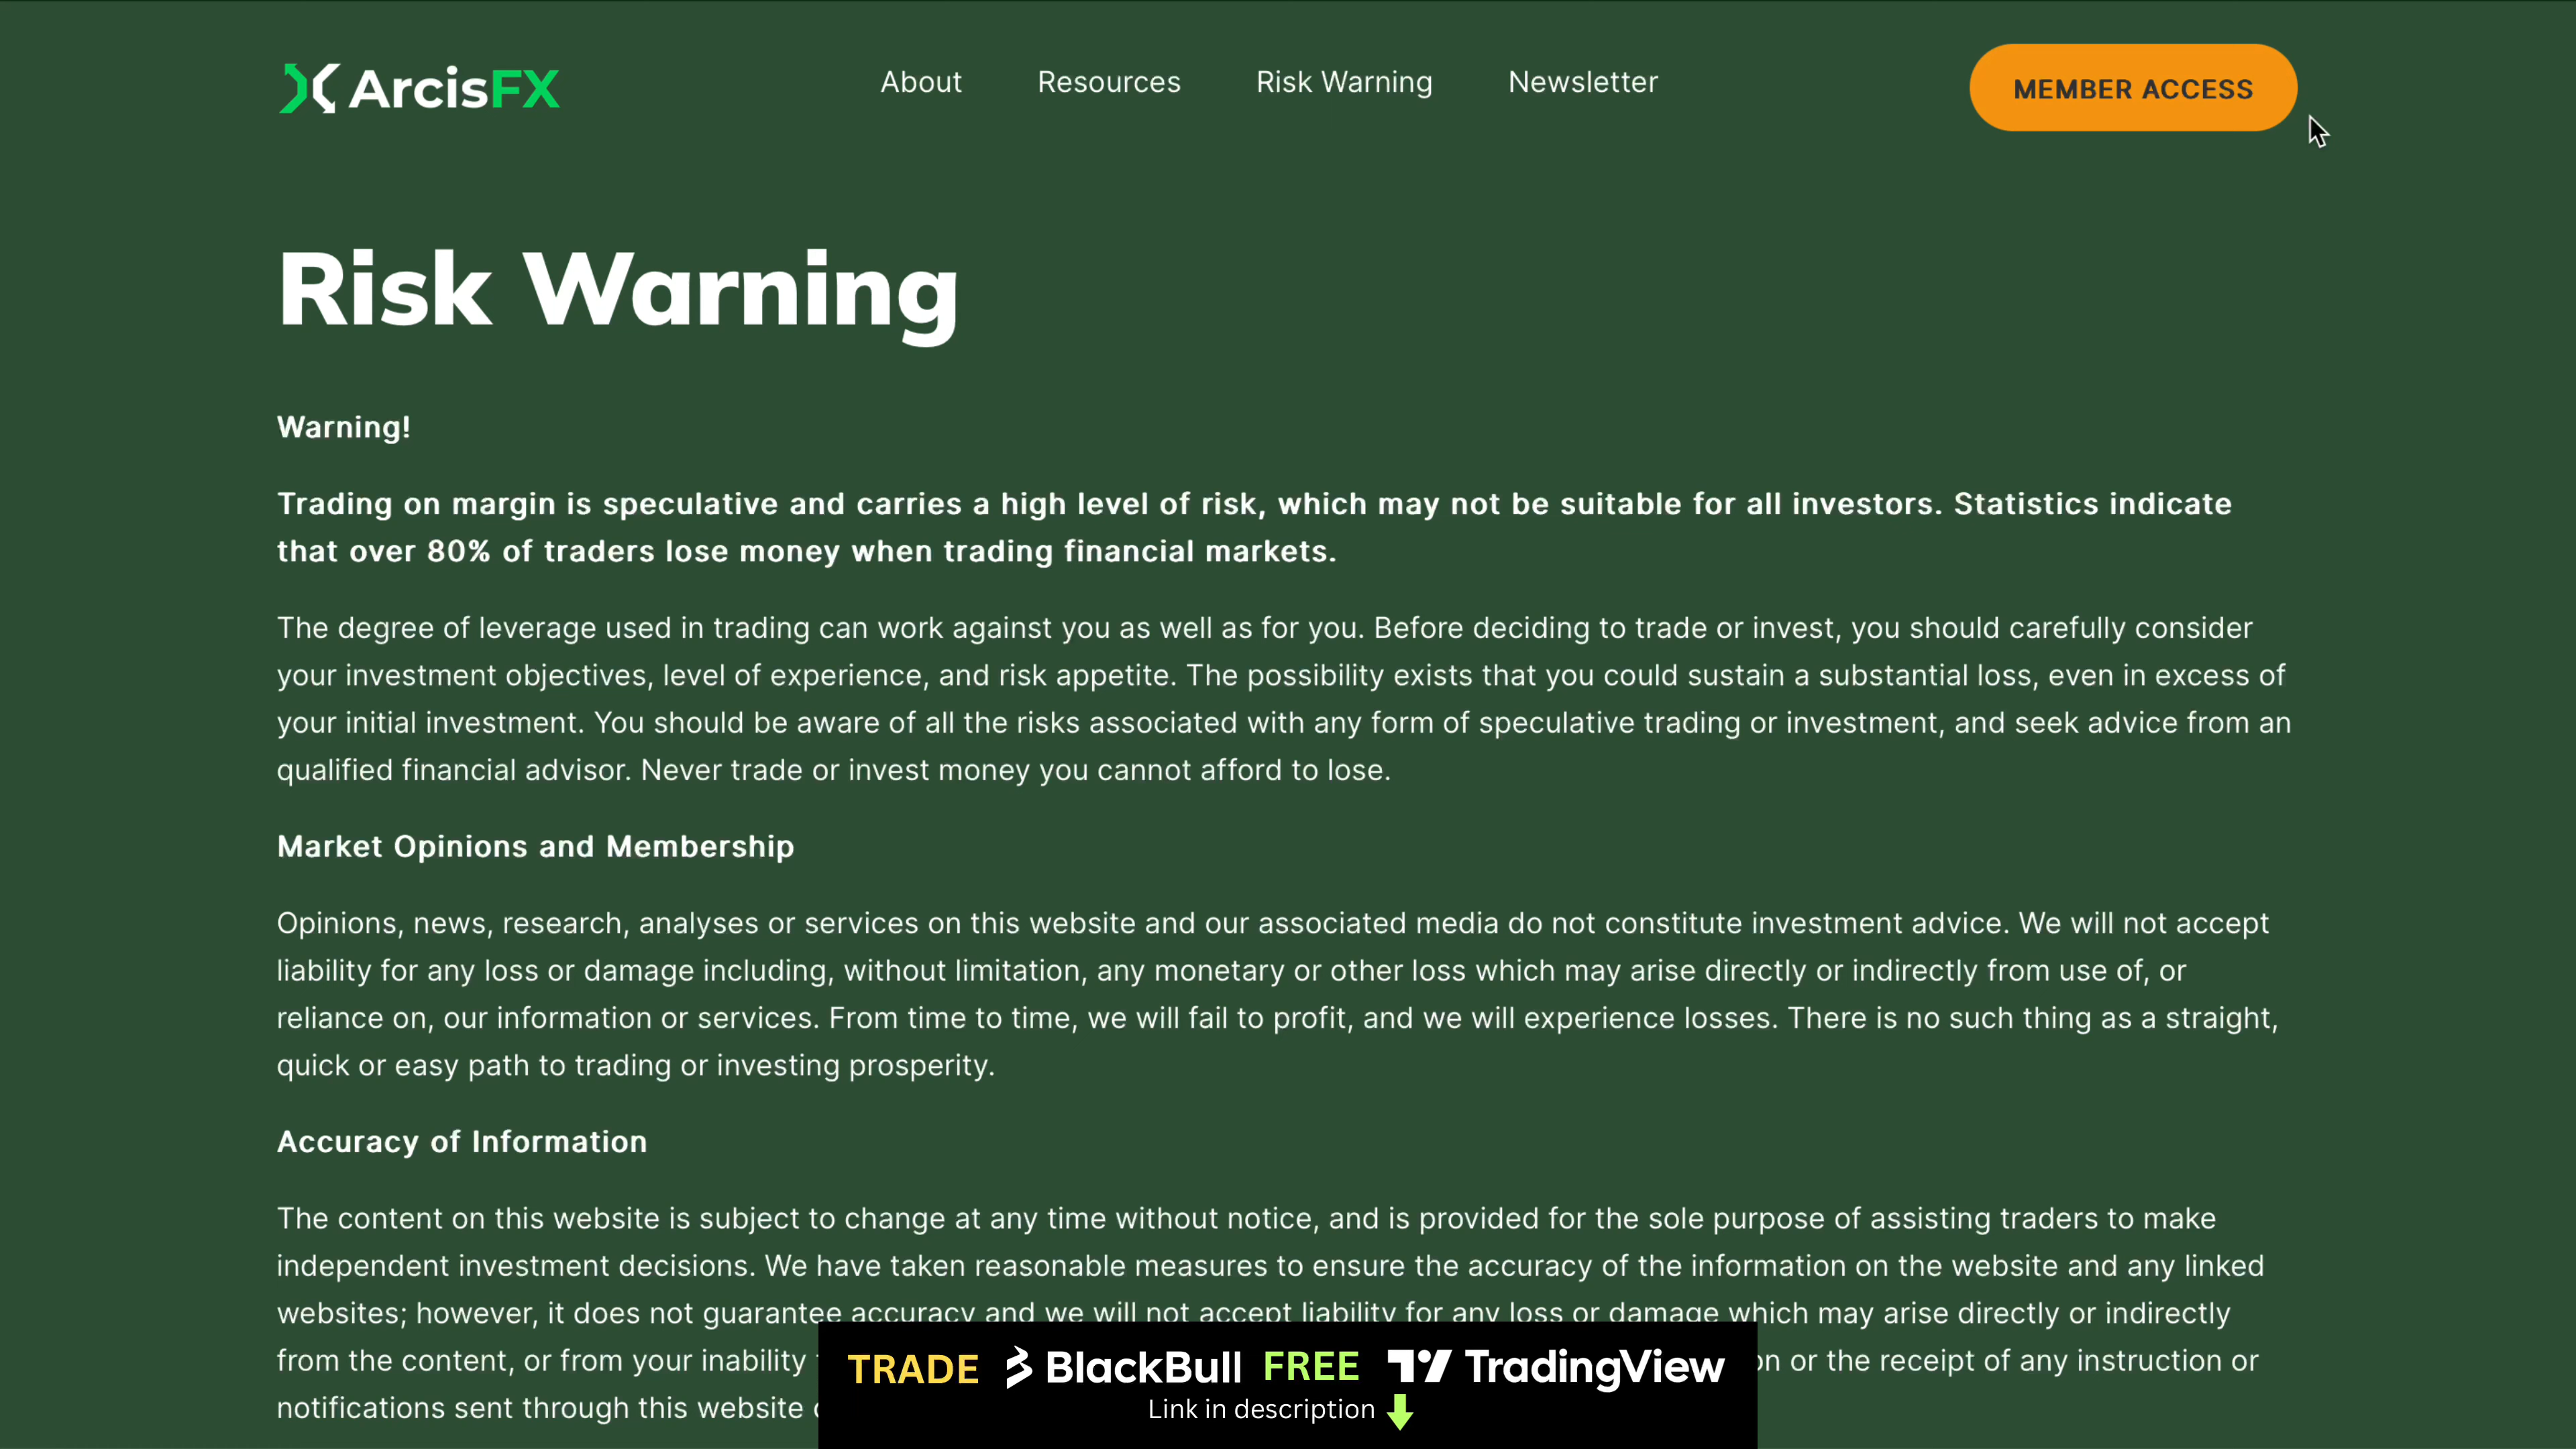 ArcisFX
About Resources Risk Warning Newsletter
MEMBER ACCESS
Risk Warning
Warning!
Trading on margin is speculative and carries a high level of risk, which may not be suitable for all investors. Statistics indicate
that over 80% of traders lose money when trading financial markets.
The degree of leverage used in trading can work against you as well as for you. Before deciding to trade or invest, you should carefully consider
your investment objectives, level of experience, and risk appetite. The possibility exists that you could sustain a substantial loss, even in excess of
your initial investment. You should be aware of all the risks associated with any form of speculative trading or investment, and seek advice from an
qualified financial advisor. Never trade or invest money you cannot afford to lose.
Market Opinions and Membership
Opinions, news, research, analyses or services on this website and our associated media do not constitute investment advice. We will not accept
liability for any loss or damage including, without limitation, any monetary or other loss which may arise directly or indirectly from use of, or
reliance on, our information or services. From time to time, we will fail to profit, and we will experience losses. There is no such thing as a straight,
quick or easy path to trading or investing prosperity.
Accuracy of Information
The content on this website is subject to change at any time without notice, and is provided for the sole purpose of assisting traders to make
independent investment decisions. We have taken reasonable measures to ensure the accuracy of the information on the website and any linked
websites; however, it does not guarantee accuracy and we will not accept liability for any loss or damage which may arise directly or indirectly
from the content, or from your inability or the receipt of any instruction or
notifications sent through this website
TRADE BlackBull FREE TradingView
Link in description